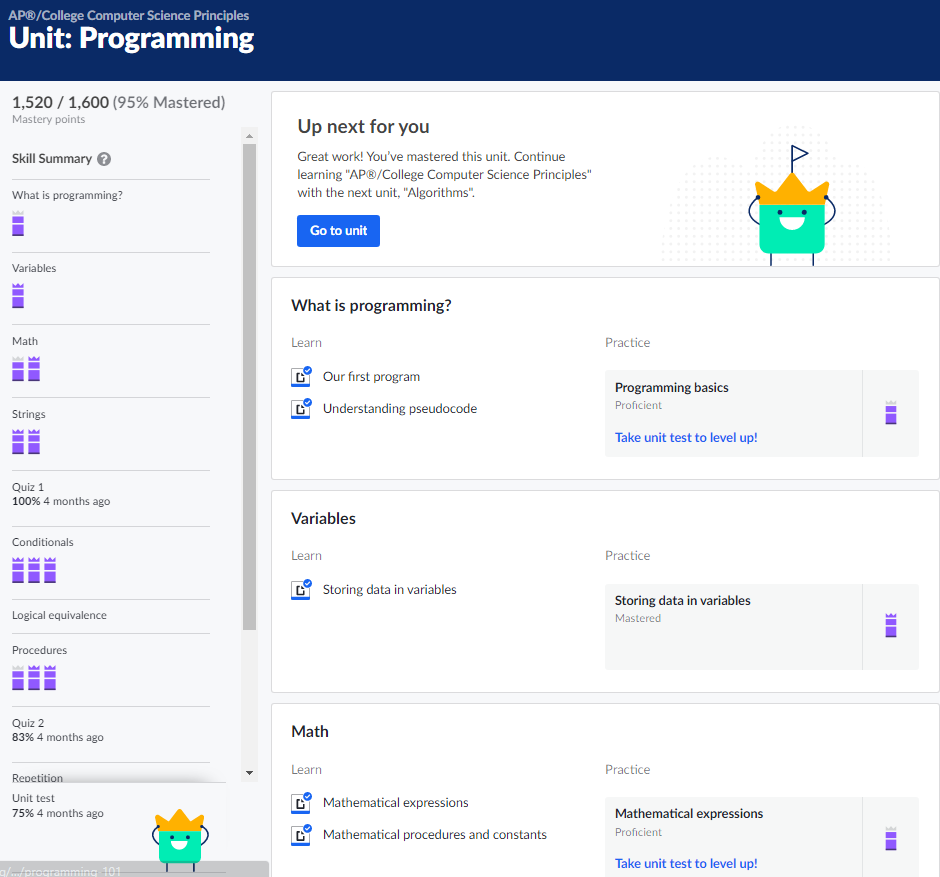 AP®/College Computer Science Principles
Unit: Programming
1,520 / 1,600 (95% Mastered)
Mastery points
Skill Summary ?
What is programming?
Variables
Math
Strings
Quiz 1
100% 4 months ago
Conditionals
Logical equivalence
Procedures
Quiz 2
83% 4 months ago
Repetition
Unit test
75% 4 months ago
g/.../programming-101
Up next for you
Great work! You've mastered this unit. Continue
learning "AP®/College Computer Science Principles"
with the next unit, "Algorithms".
Go to unit
What is programming?
Learn
Our first program
Understanding pseudocode
Practice
Programming basics
Proficient
Take unit test to level up!
Variables
Learn
Storing data in variables
Practice
Storing data in variables
Mastered
Math
Learn
Mathematical expressions
Mathematical procedures and constants
Practice
Mathematical expressions
Proficient
Take unit test to level up!